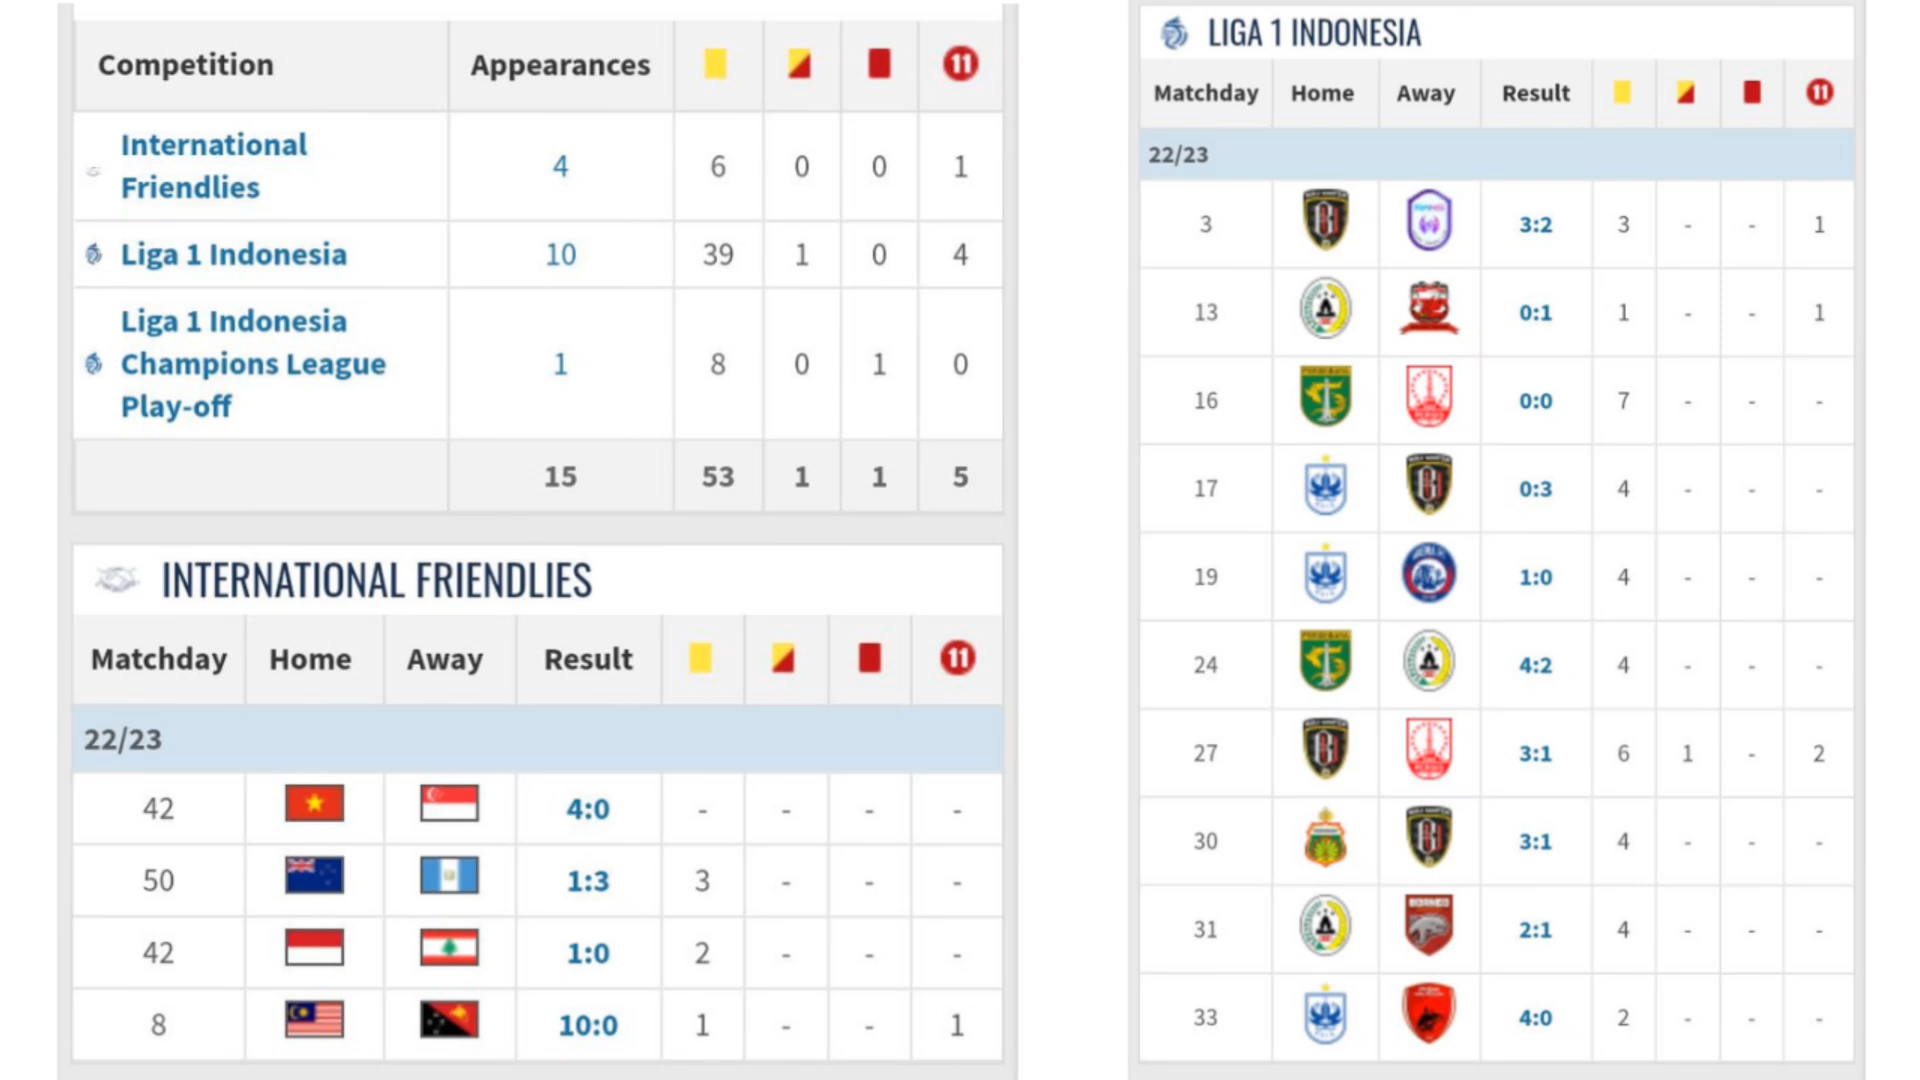 Competition Appearances 11
International Friendlies 4 6 0 0 1
Liga 1 Indonesia 10 39 1 0 4
Liga 1 Indonesia Champions League Play-off 1 8 0 1 0
15 53 1 1 5
INTERNATIONAL FRIENDLIES
Matchday Home Away Result 11
22/23
42 4:0 - - - -
50 1:3 3 - - -
42 1:0 2 - - -
8 10:0 1 - - 1
LIGA 1 INDONESIA
Matchday Home Away Result 11
22/23
3 3:2 3 - - 1
13 0:1 1 - - 1
16 0:0 7 - - -
17 0:3 4 - - -
19 1:0 4 - - -
24 4:2 4 - - -
27 3:1 6 1 - 2
30 3:1 4 - - -
31 BORNEO 2:1 4 - - -
33 4:0 2 - - -